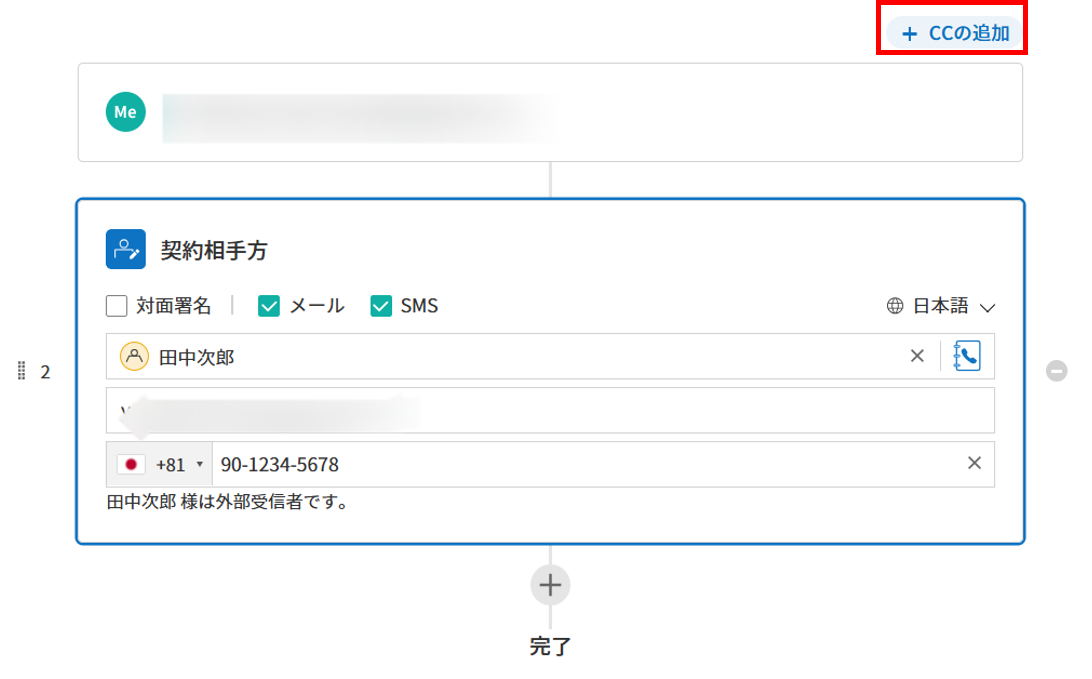 + CCの追加
Me
契約相手方
対面署名 | メール SMS 日本語
田中次郎
2
+81 90-1234-5678
田中次郎 様は外部受信者です。
完了